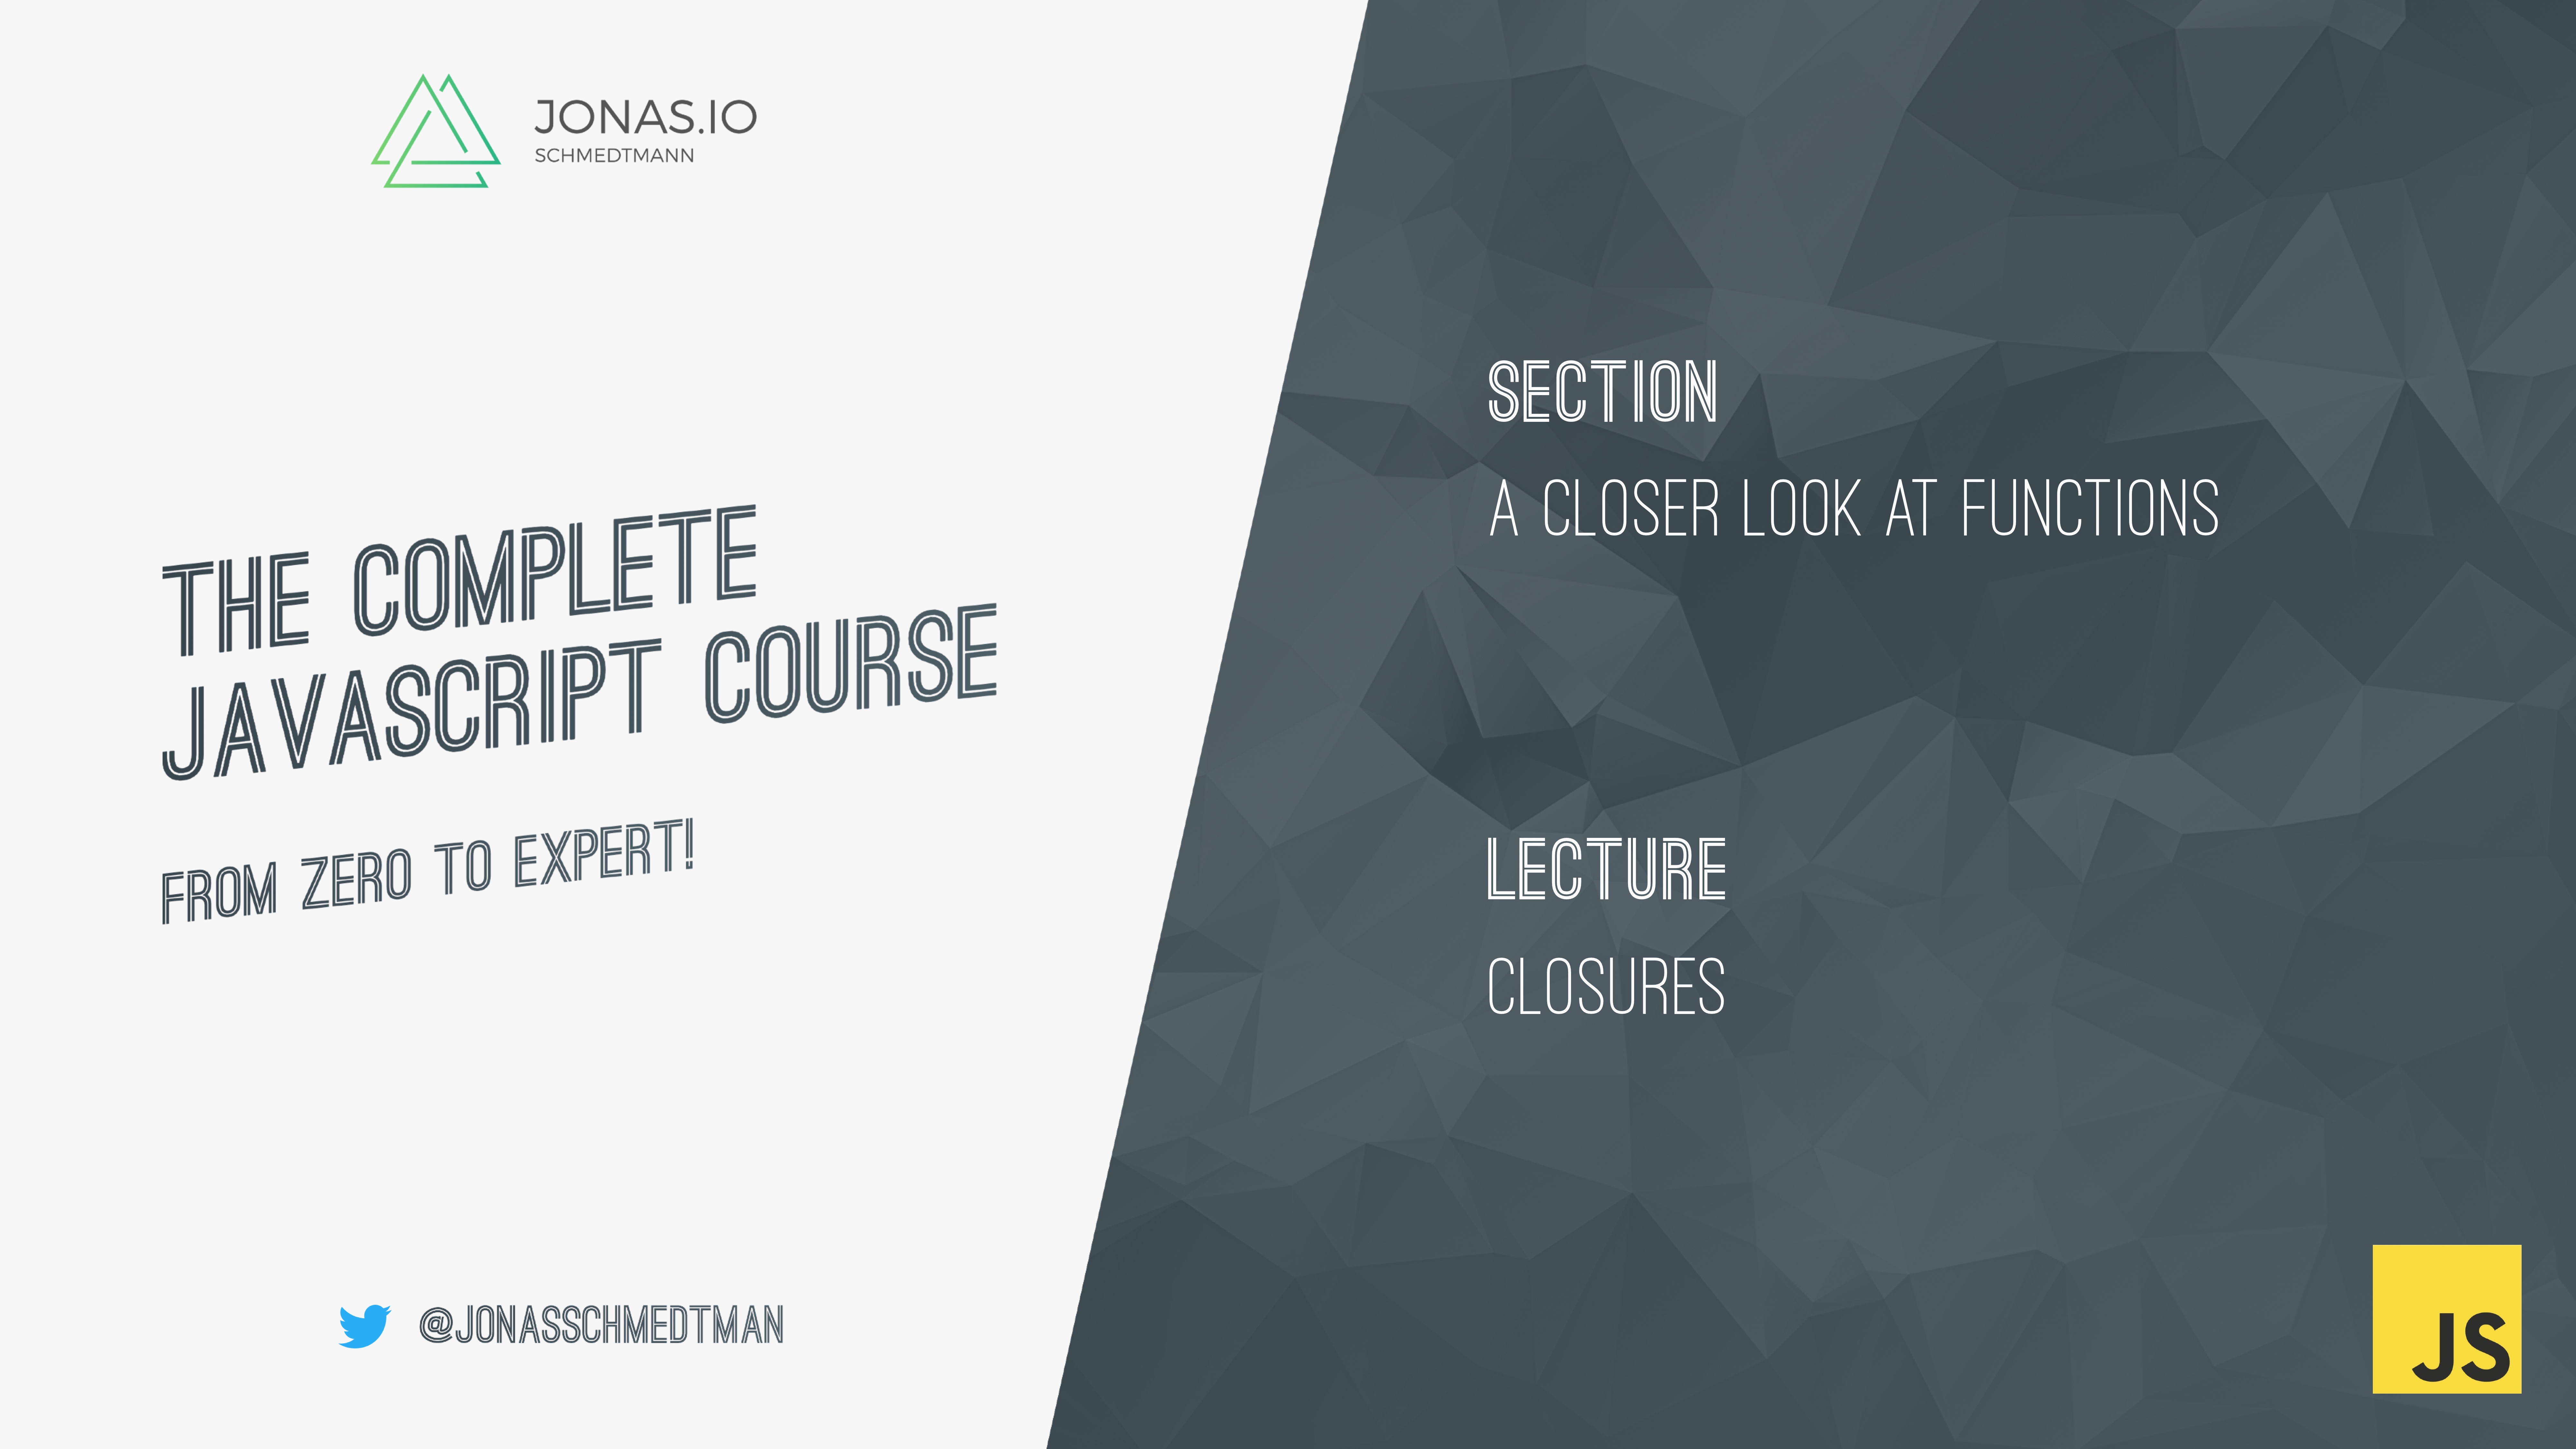 JONAS.IO
SCHMEDTMANN
THE COMPLETE
JAVASCRIPT COURSE
FROM ZERO TO EXPERT!
@JONASSCHMEDTMAN
SECTION
A CLOSER LOOK AT FUNCTIONS
LECTURE
CLOSURES
JS